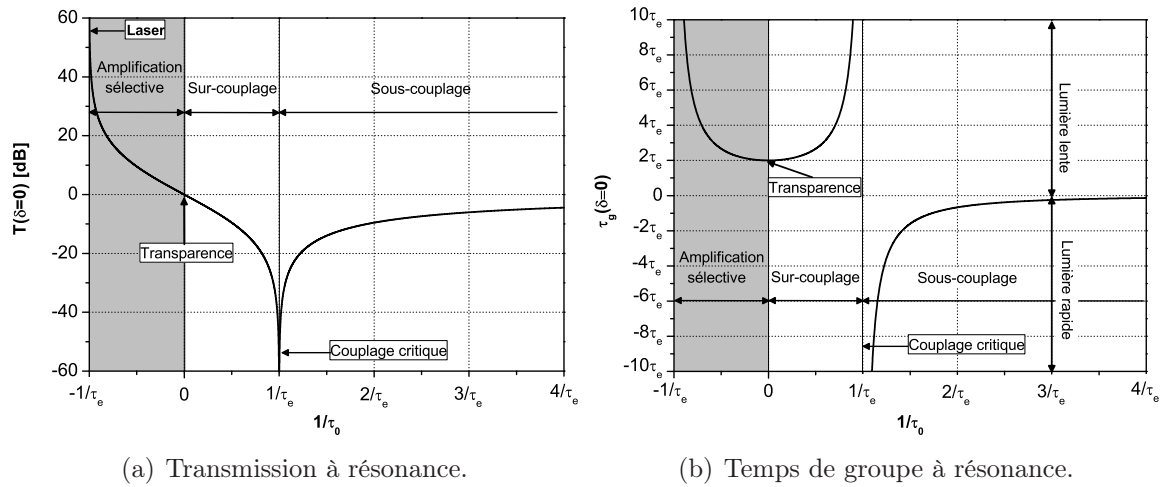 60
40
20
0
-20
-40
-60
T(δ=0) [dB]
Laser
Amplification
sélective
Sur-couplage
Sous-couplage
Transparence
Couplage critique
-1/τe
0
1/τe
2/τe
3/τe
4/τe
1/τ0
(a) Transmission à résonance.
10τe
8τe
6τe
4τe
2τe
0
-2τe
-4τe
-6τe
-8τe
-10τe
τg(δ=0)
Transparence
Lumière lente
Amplification
sélective
Sur-couplage
Sous-couplage
Lumière rapide
Couplage critique
-1/τe
0
1/τe
2/τe
3/τe
4/τe
1/τ0
(b) Temps de groupe à résonance.